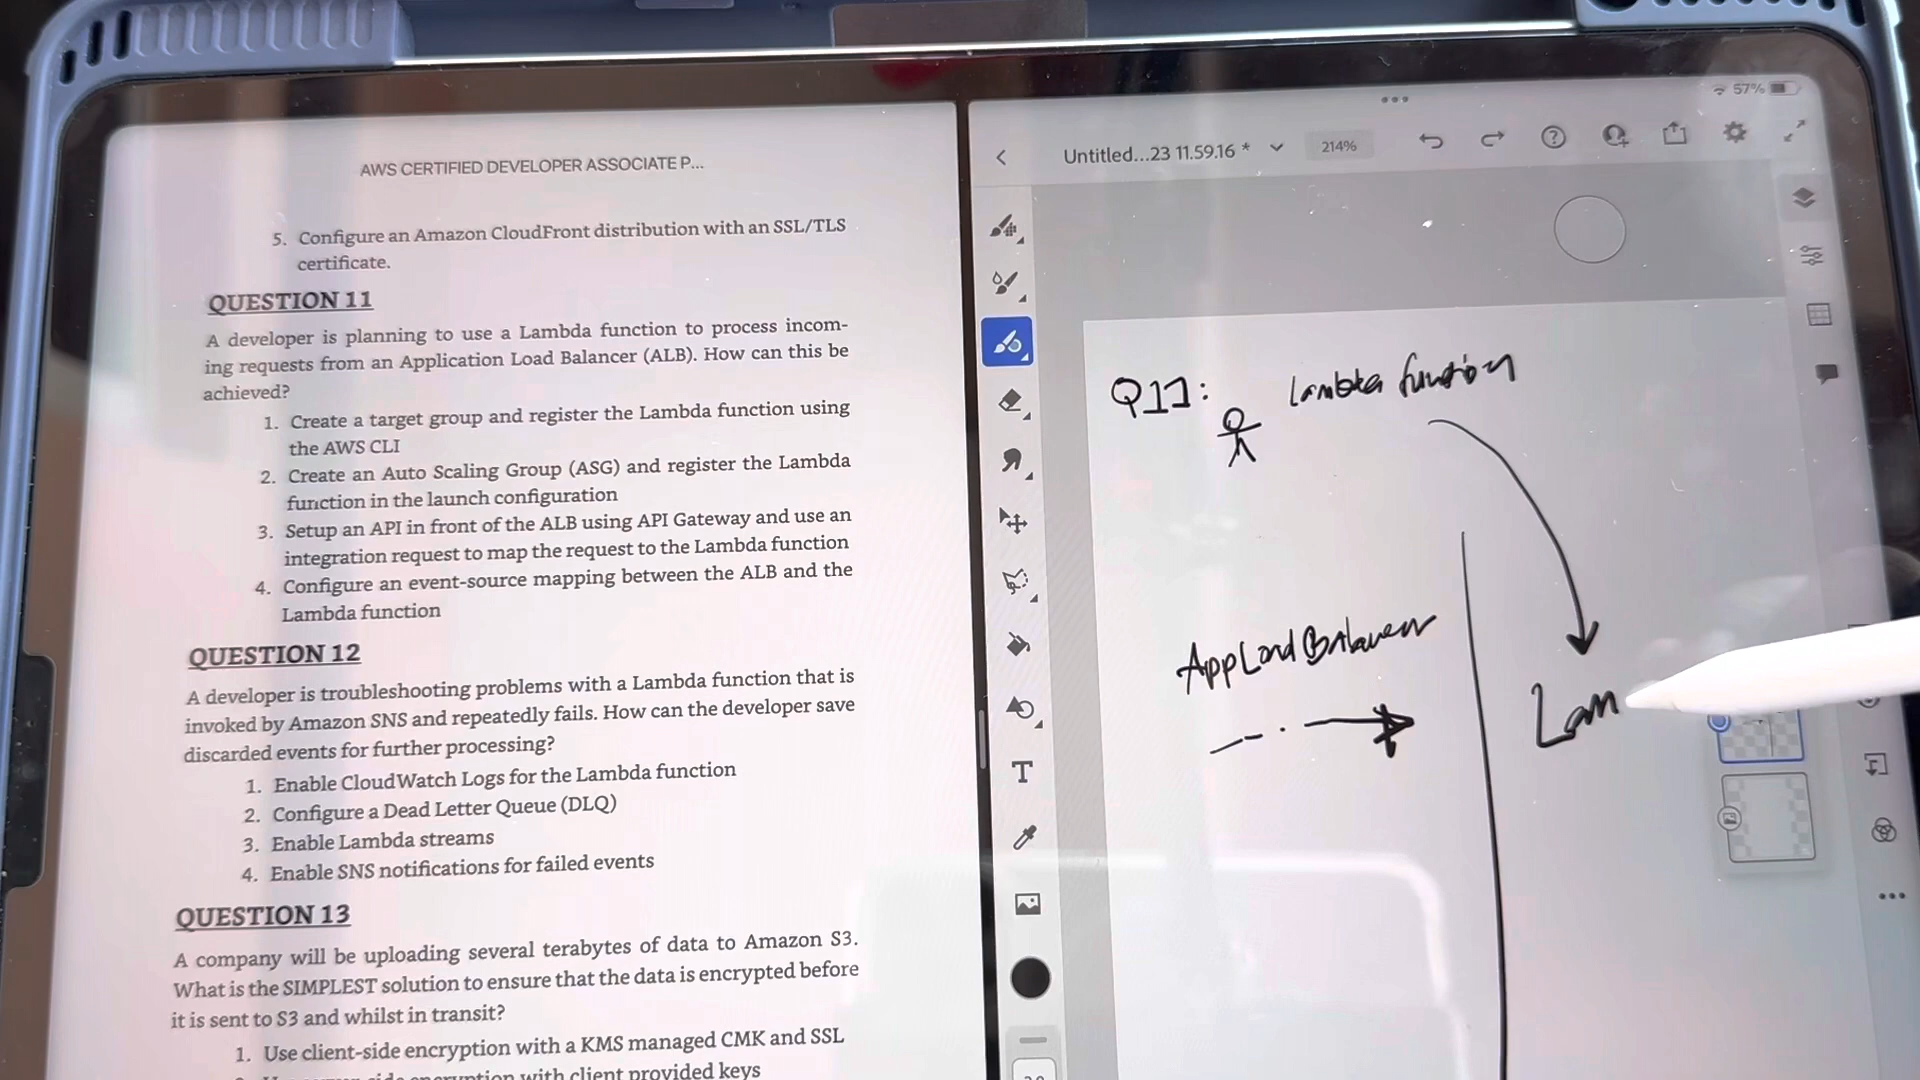 AWS CERTIFIED DEVELOPER ASSOCIATE P...
5. Configure an Amazon CloudFront distribution with an SSL/TLS
certificate.
QUESTION 11
A developer is planning to use a Lambda function to process incom-
ing requests from an Application Load Balancer (ALB). How can this be
achieved?
1. Create a target group and register the Lambda function using
the AWS CLI
2. Create an Auto Scaling Group (ASG) and register the Lambda
function in the launch configuration
3. Setup an API in front of the ALB using API Gateway and use an
integration request to map the request to the Lambda function
4. Configure an event-source mapping between the ALB and the
Lambda function
QUESTION 12
A developer is troubleshooting problems with a Lambda function that is
invoked by Amazon SNS and repeatedly fails. How can the developer save
discarded events for further processing?
1. Enable CloudWatch Logs for the Lambda function
2. Configure a Dead Letter Queue (DLQ)
3. Enable Lambda streams
4. Enable SNS notifications for failed events
QUESTION 13
A company will be uploading several terabytes of data to Amazon S3.
What is the SIMPLEST solution to ensure that the data is encrypted before
it is sent to S3 and whilst in transit?
1. Use client-side encryption with a KMS managed CMK and SSL
encryption with client provided keys
57%
Untitled...23 11.59.16 *
214%
Q11: Lambda function
App Load Balancer
Lam
T